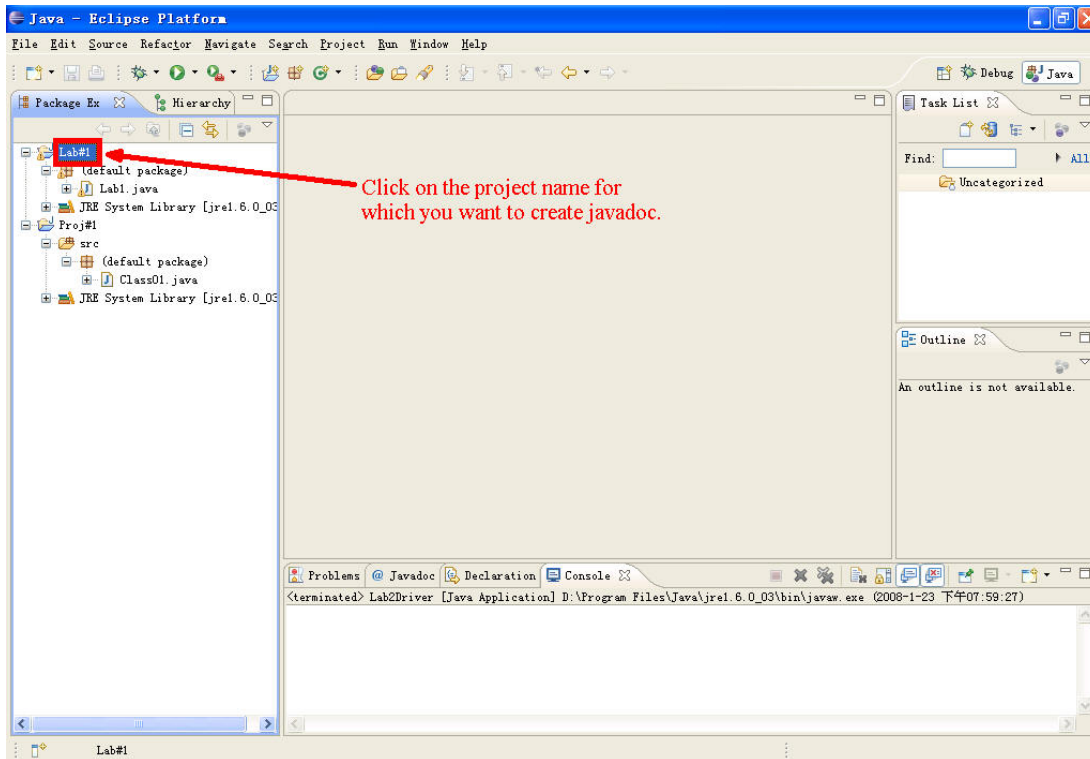 Java - Eclipse Platform
File Edit Source Refactor Navigate Search Project Run Window Help
Debug Java
Package Ex Hierarchy
Task List
Lab#1
(default package)
Lab1.java
JRE System Library [jre1.6.0_03
Proj#1
src
(default package)
Class01.java
JRE System Library [jre1.6.0_03
Click on the project name for
which you want to create javadoc.
Find: All
Uncategorized
Outline
An outline is not available.
Problems @ Javadoc Declaration Console
<terminated> Lab2Driver [Java Application] D:\Program Files\Java\jre1.6.0_03\bin\javaw.exe (2008-1-23 下午07:59:27)
Lab#1